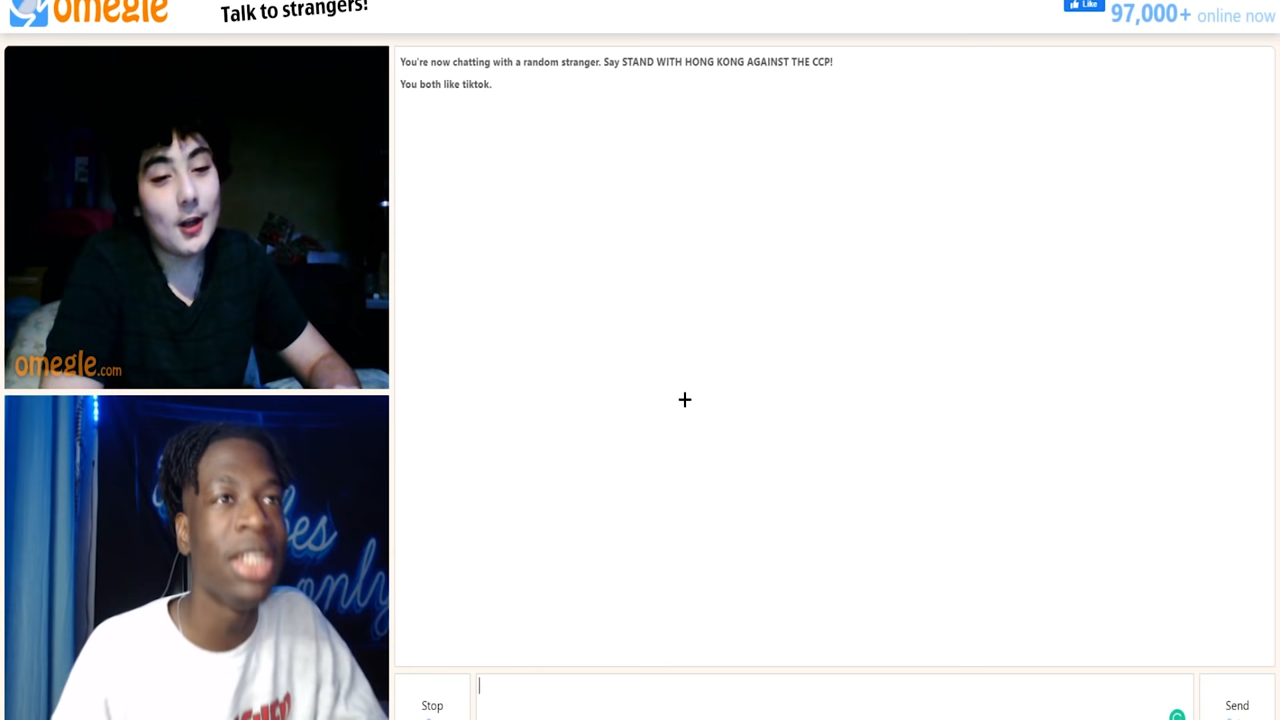 omegle
Talk to strangers!
Like
97,000+ online now
You're now chatting with a random stranger. Say STAND WITH HONG KONG AGAINST THE CCP!
You both like tiktok.
omegle.com
only
Stop
Send